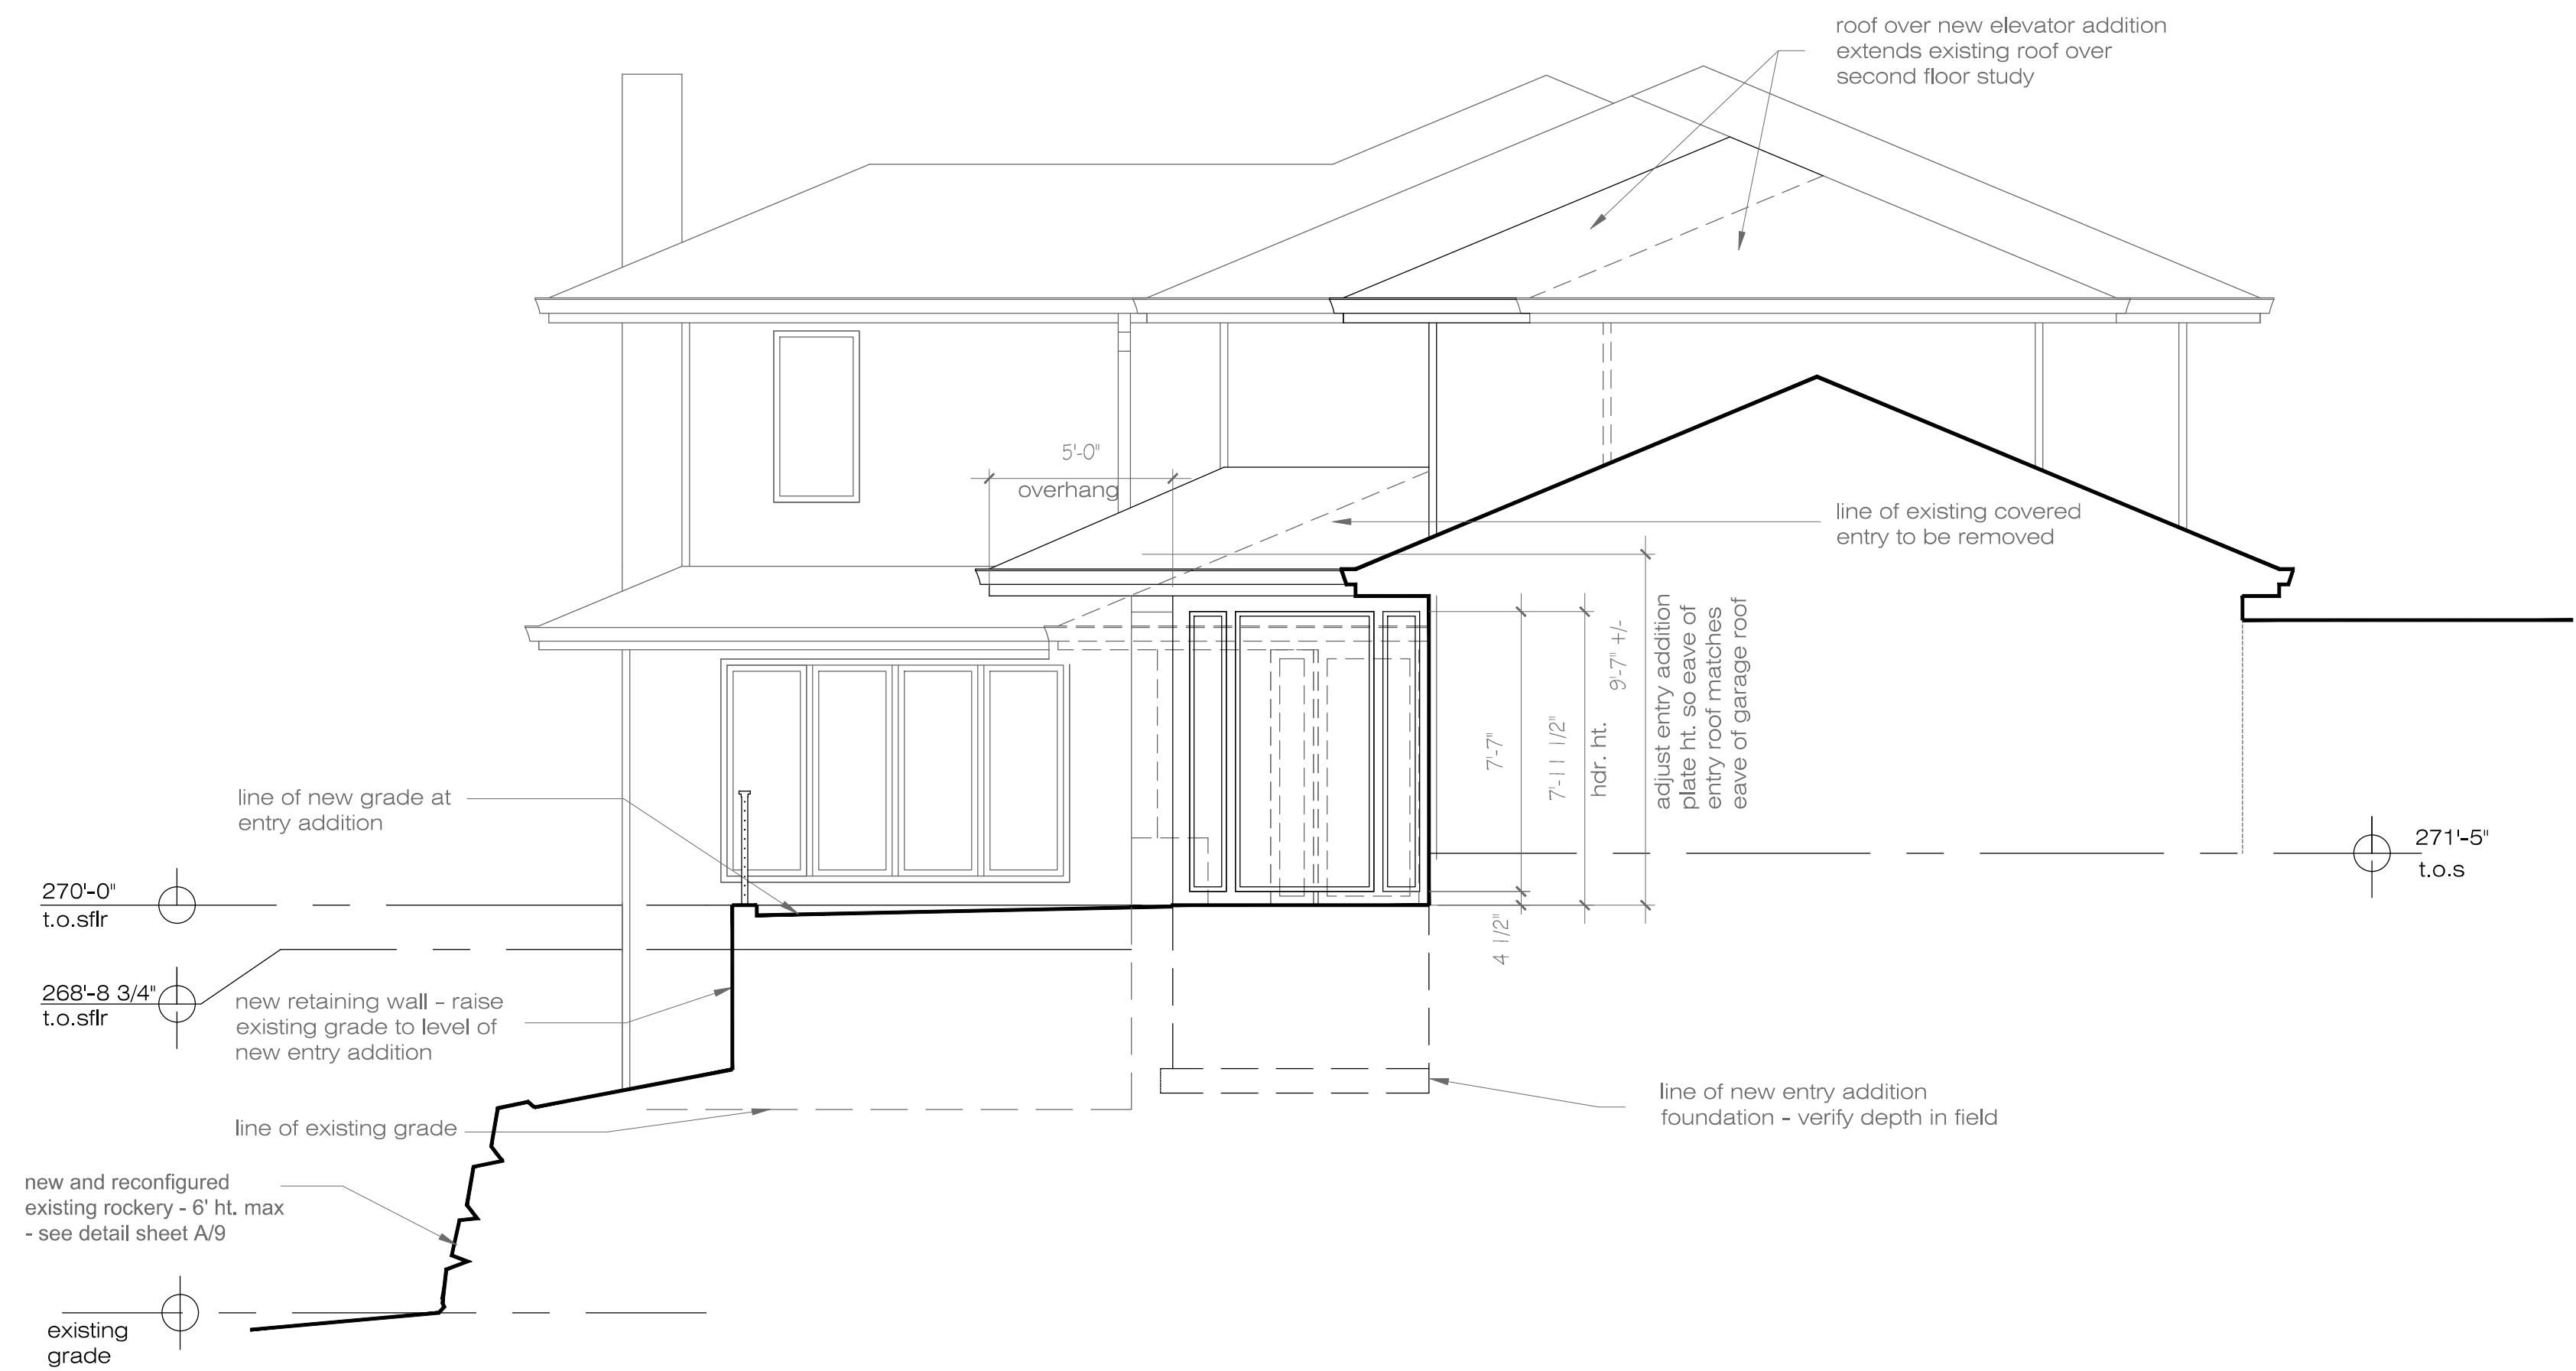 roof over new elevator addition
extends existing roof over
second floor study
5'-0"
overhang
line of existing covered
entry to be removed
7'-7"
4 1/2"
7'-11 1/2"
hdr. ht.
9'-7" +/-
adjust entry addition
plate ht. so eave of
entry roof matches
eave of garage roof
line of new grade at
entry addition
271'-5"
t.o.s
270'-0"
t.o.sflr
268'-8 3/4"
t.o.sflr
new retaining wall - raise
existing grade to level of
new entry addition
line of new entry addition
foundation - verify depth in field
line of existing grade
new and reconfigured
existing rockery - 6' ht. max
- see detail sheet A/9
existing
grade